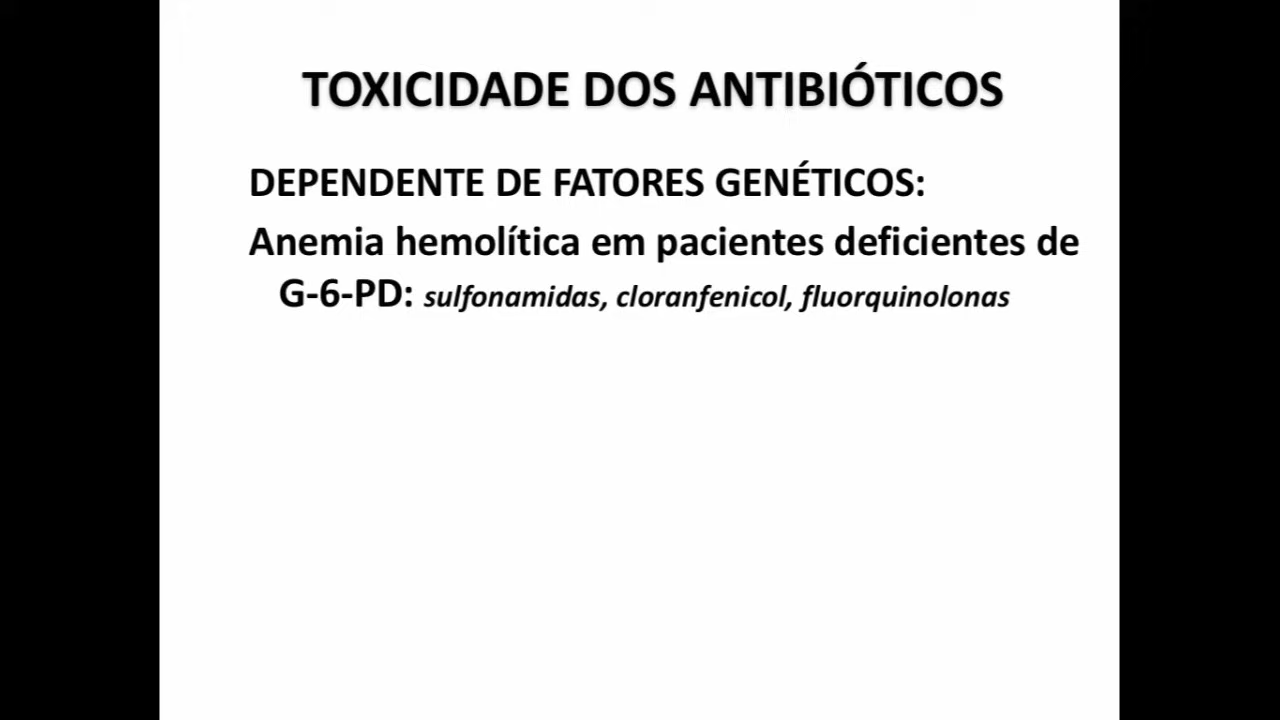 TOXICIDADE DOS ANTIBIÓTICOS
DEPENDENTE DE FATORES GENÉTICOS:
Anemia hemolítica em pacientes deficientes de
G-6-PD: sulfonamidas, cloranfenicol, fluorquinolonas